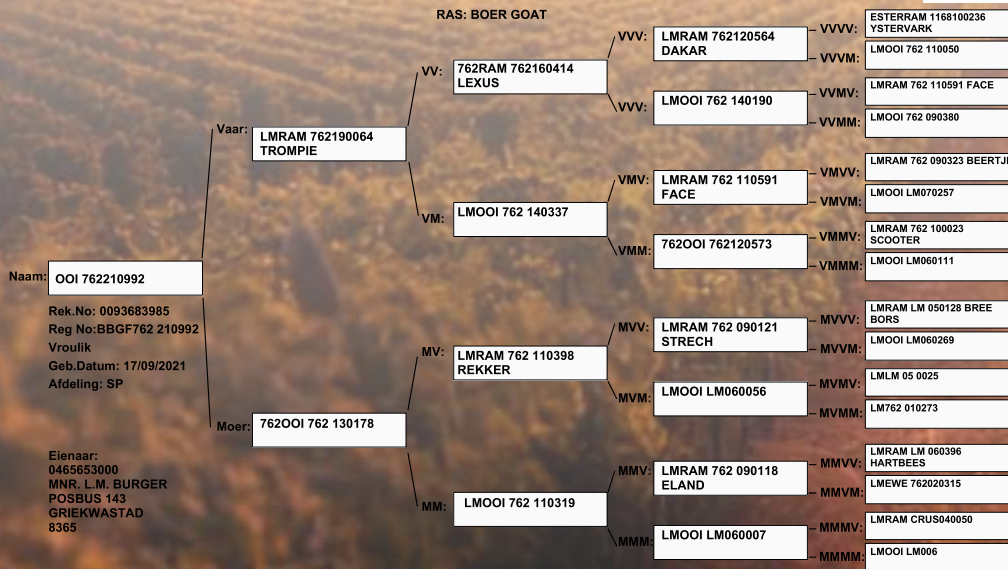 RAS: BOER GOAT
Naam:
OOI 762210992
Rek.No: 0093683985
Reg No:BBGF762 210992
Vroulik
Geb.Datum: 17/09/2021
Afdeling: SP
Eienaar:
0465653000
MNR. L.M. BURGER
POSBUS 143
GRIEKWASTAD
8365
Vaar:
LMRAM 762190064
TROMPIE
Moer:
762OOI 762 130178
VV:
762RAM 762160414
LEXUS
VM:
LMOOI 762 140337
MV:
LMRAM 762 110398
REKKER
MM:
LMOOI 762 110319
VVV:
LMRAM 762120564
DAKAR
VVV:
LMOOI 762 140190
VMV:
LMRAM 762 110591
FACE
VMM:
762OOI 762120573
MVV:
LMRAM 762 090121
STRECH
MVM:
LMOOI LM060056
MMV:
LMRAM 762 090118
ELAND
MMM:
LMOOI LM060007
VVVV:
ESTERRAM 1168100236
YSTERVARK
VVVM:
LMOOI 762 110050
VVMV:
LMRAM 762 110591 FACE
VVMM:
LMOOI 762 090380
VMVV:
LMRAM 762 090323
VMVM:
LMOOI LM070257
VMMV:
LMRAM 762 100023
SCOOTER
VMMM:
LMOOI LM060111
MVVV:
LMRAM LM 050128 BREE
BORS
MVVM:
LMOOI LM060269
MVMV:
LMLM 05 0025
MVMM:
LM762 010273
MMVV:
LMRAM LM 060396
HARTBEES
MMVM:
LMEWE 762020315
MMMV:
LMRAM CRUS040050
MMMM:
LMOOI LM006